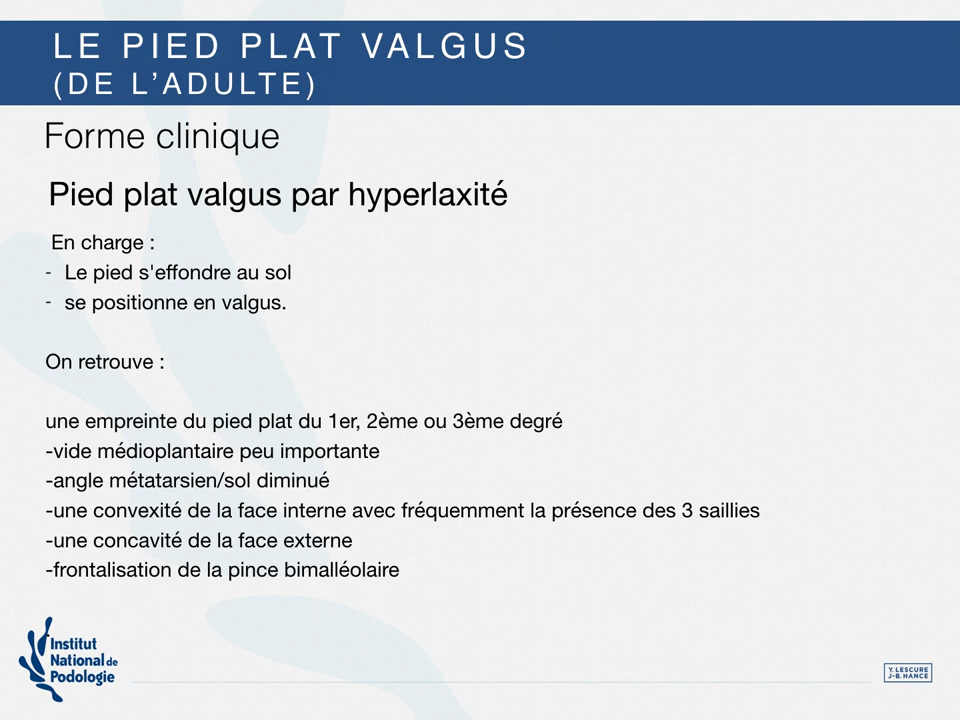 LE PIED PLAT VALGUS
(DE L’ADULTE)
Forme clinique
Pied plat valgus par hyperlaxité
En charge :
- Le pied s'effondre au sol
- se positionne en valgus.
On retrouve :
une empreinte du pied plat du 1er, 2ème ou 3ème degré
-vide médioplantaire peu importante
-angle métatarsien/sol diminué
-une convexité de la face interne avec fréquemment la présence des 3 saillies
-une concavité de la face externe
-frontalisation de la pince bimalléolaire
Institut
National de
Podologie
Y. LESCURE
J-B. HANCE